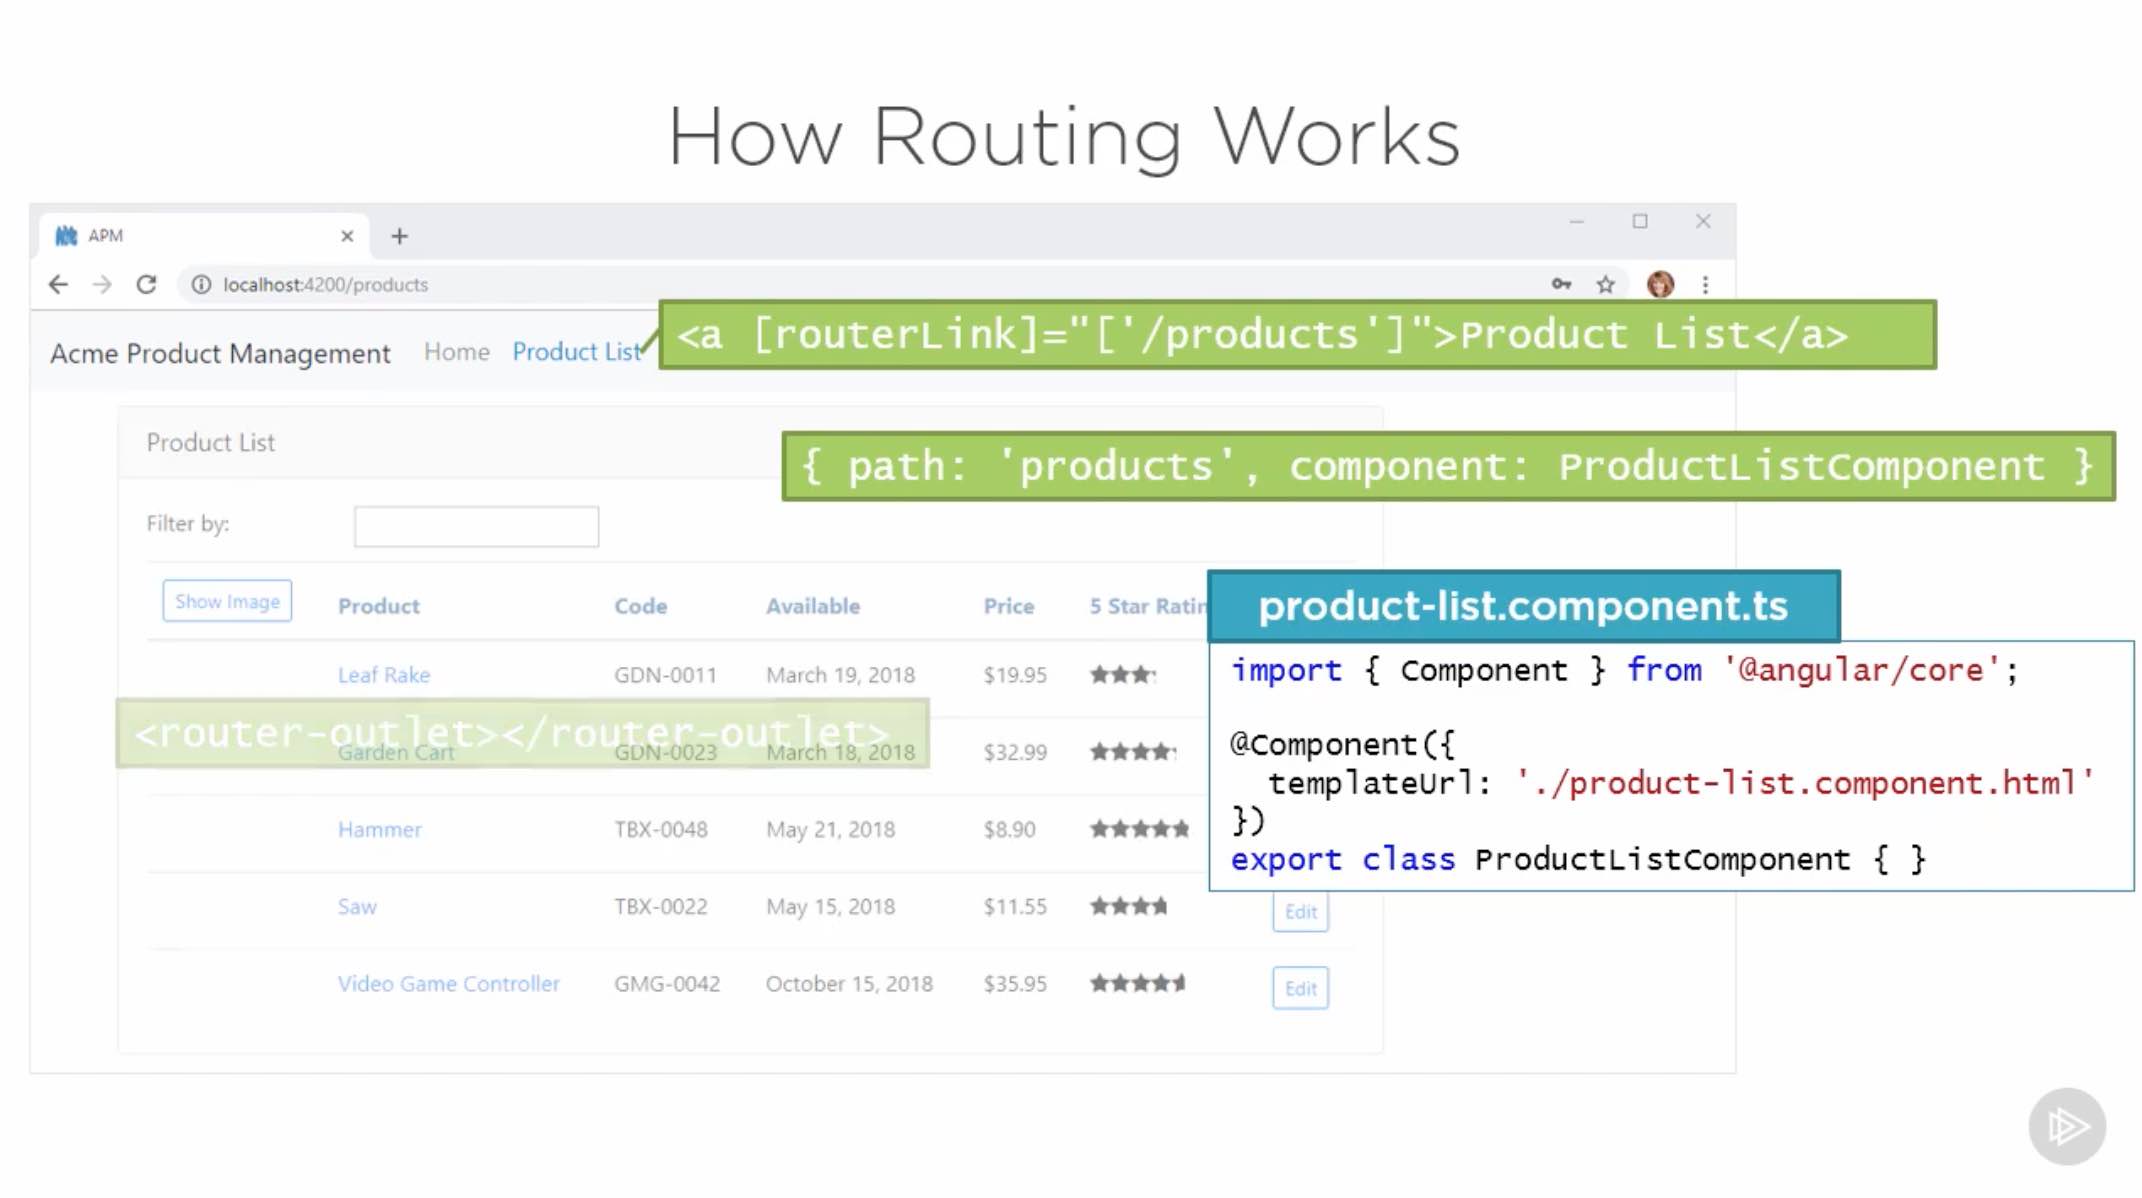 How Routing Works
APM
localhost:4200/products
<a [routerLink]="['/products']">Product List</a>
Acme Product Management Home Product List
Product List
{ path: 'products', component: ProductListComponent }
Filter by:
Show Image Product Code Available Price 5 Star Ratin
product-list.component.ts
import { Component } from '@angular/core';
@Component({
templateUrl: './product-list.component.html'
})
export class ProductListComponent { }
Leaf Rake GDN-0011 March 19, 2018 $19.95
<router-outlet></router-outlet>
Garden Cart GDN-0023 March 18, 2018 $32.99
Hammer TBX-0048 May 21, 2018 $8.90
Saw TBX-0022 May 15, 2018 $11.55 Edit
Video Game Controller GMG-0042 October 15, 2018 $35.95 Edit